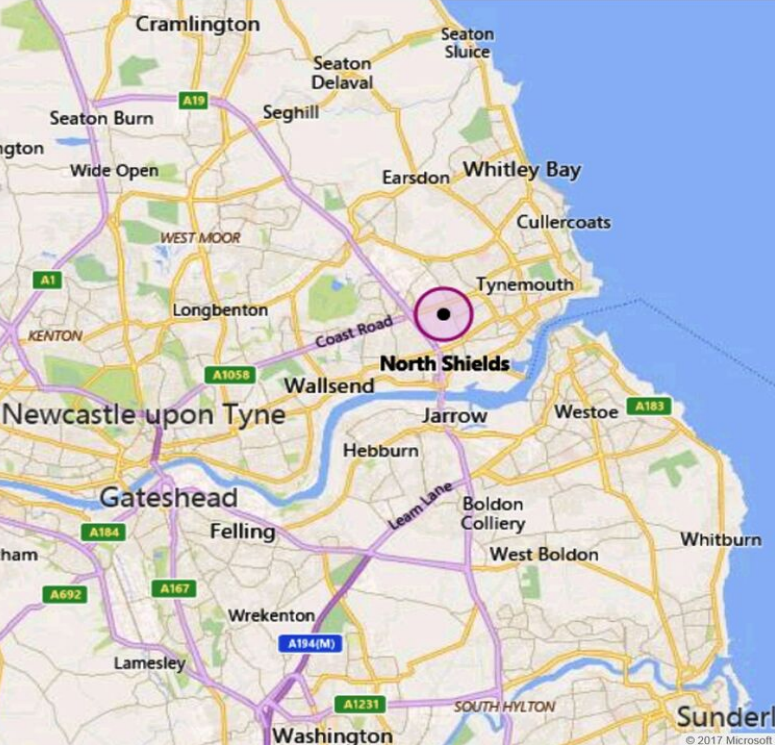 Cramlington
Seaton
Sluice
Seaton
Delaval
A19
Seaton Burn
Seghill
ngton
Wide Open
Earsdon
Whitley Bay
Cullercoats
WEST MOOR
A1
Tynemouth
Longbenton
Coast Road
KENTON
North Shields
A1058
Wallsend
Newcastle upon Tyne
Jarrow
Westoe
A183
Hebburn
Gateshead
Leam Lane
Boldon
Colliery
A184
Felling
Whitburn
ham
West Boldon
A692
A167
Wrekenton
A194(M)
Lamesley
A1231
SOUTH HYLTON
Sunderl
Washington
© 2017 Microsoft